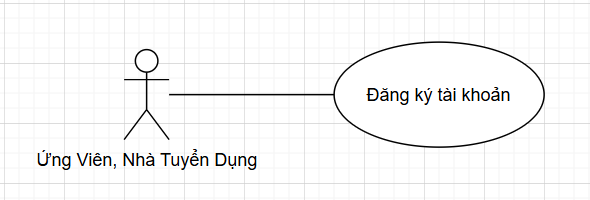 Đăng ký tài khoản
Ứng Viên, Nhà Tuyển Dụng